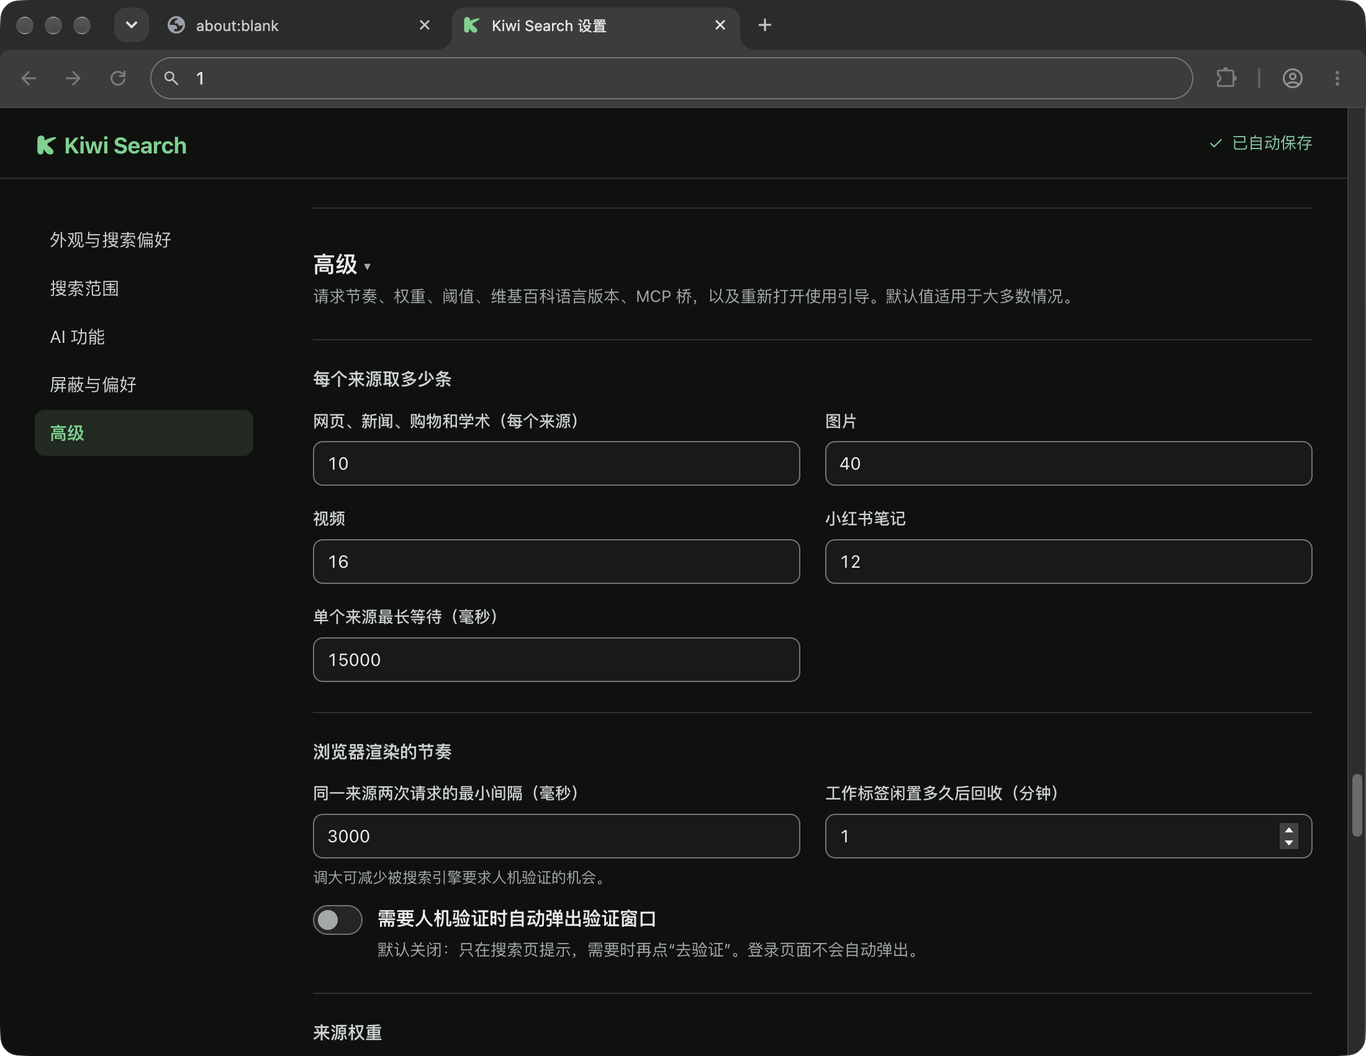 about:blank
Kiwi Search 设置
1
Kiwi Search
已自动保存
外观与搜索偏好
搜索范围
AI 功能
屏蔽与偏好
高级
高级
请求节奏、权重、阈值、维基百科语言版本、MCP 桥，以及重新打开使用引导。默认值适用于大多数情况。
每个来源取多少条
网页、新闻、购物和学术（每个来源）
图片
10
40
视频
小红书笔记
16
12
单个来源最长等待（毫秒）
15000
浏览器渲染的节奏
同一来源两次请求的最小间隔（毫秒）
工作标签闲置多久后回收（分钟）
3000
1
调大可减少被搜索引擎要求人机验证的机会。
需要人机验证时自动弹出验证窗口
默认关闭：只在搜索页提示，需要时再点“去验证”。登录页面不会自动弹出。
来源权重